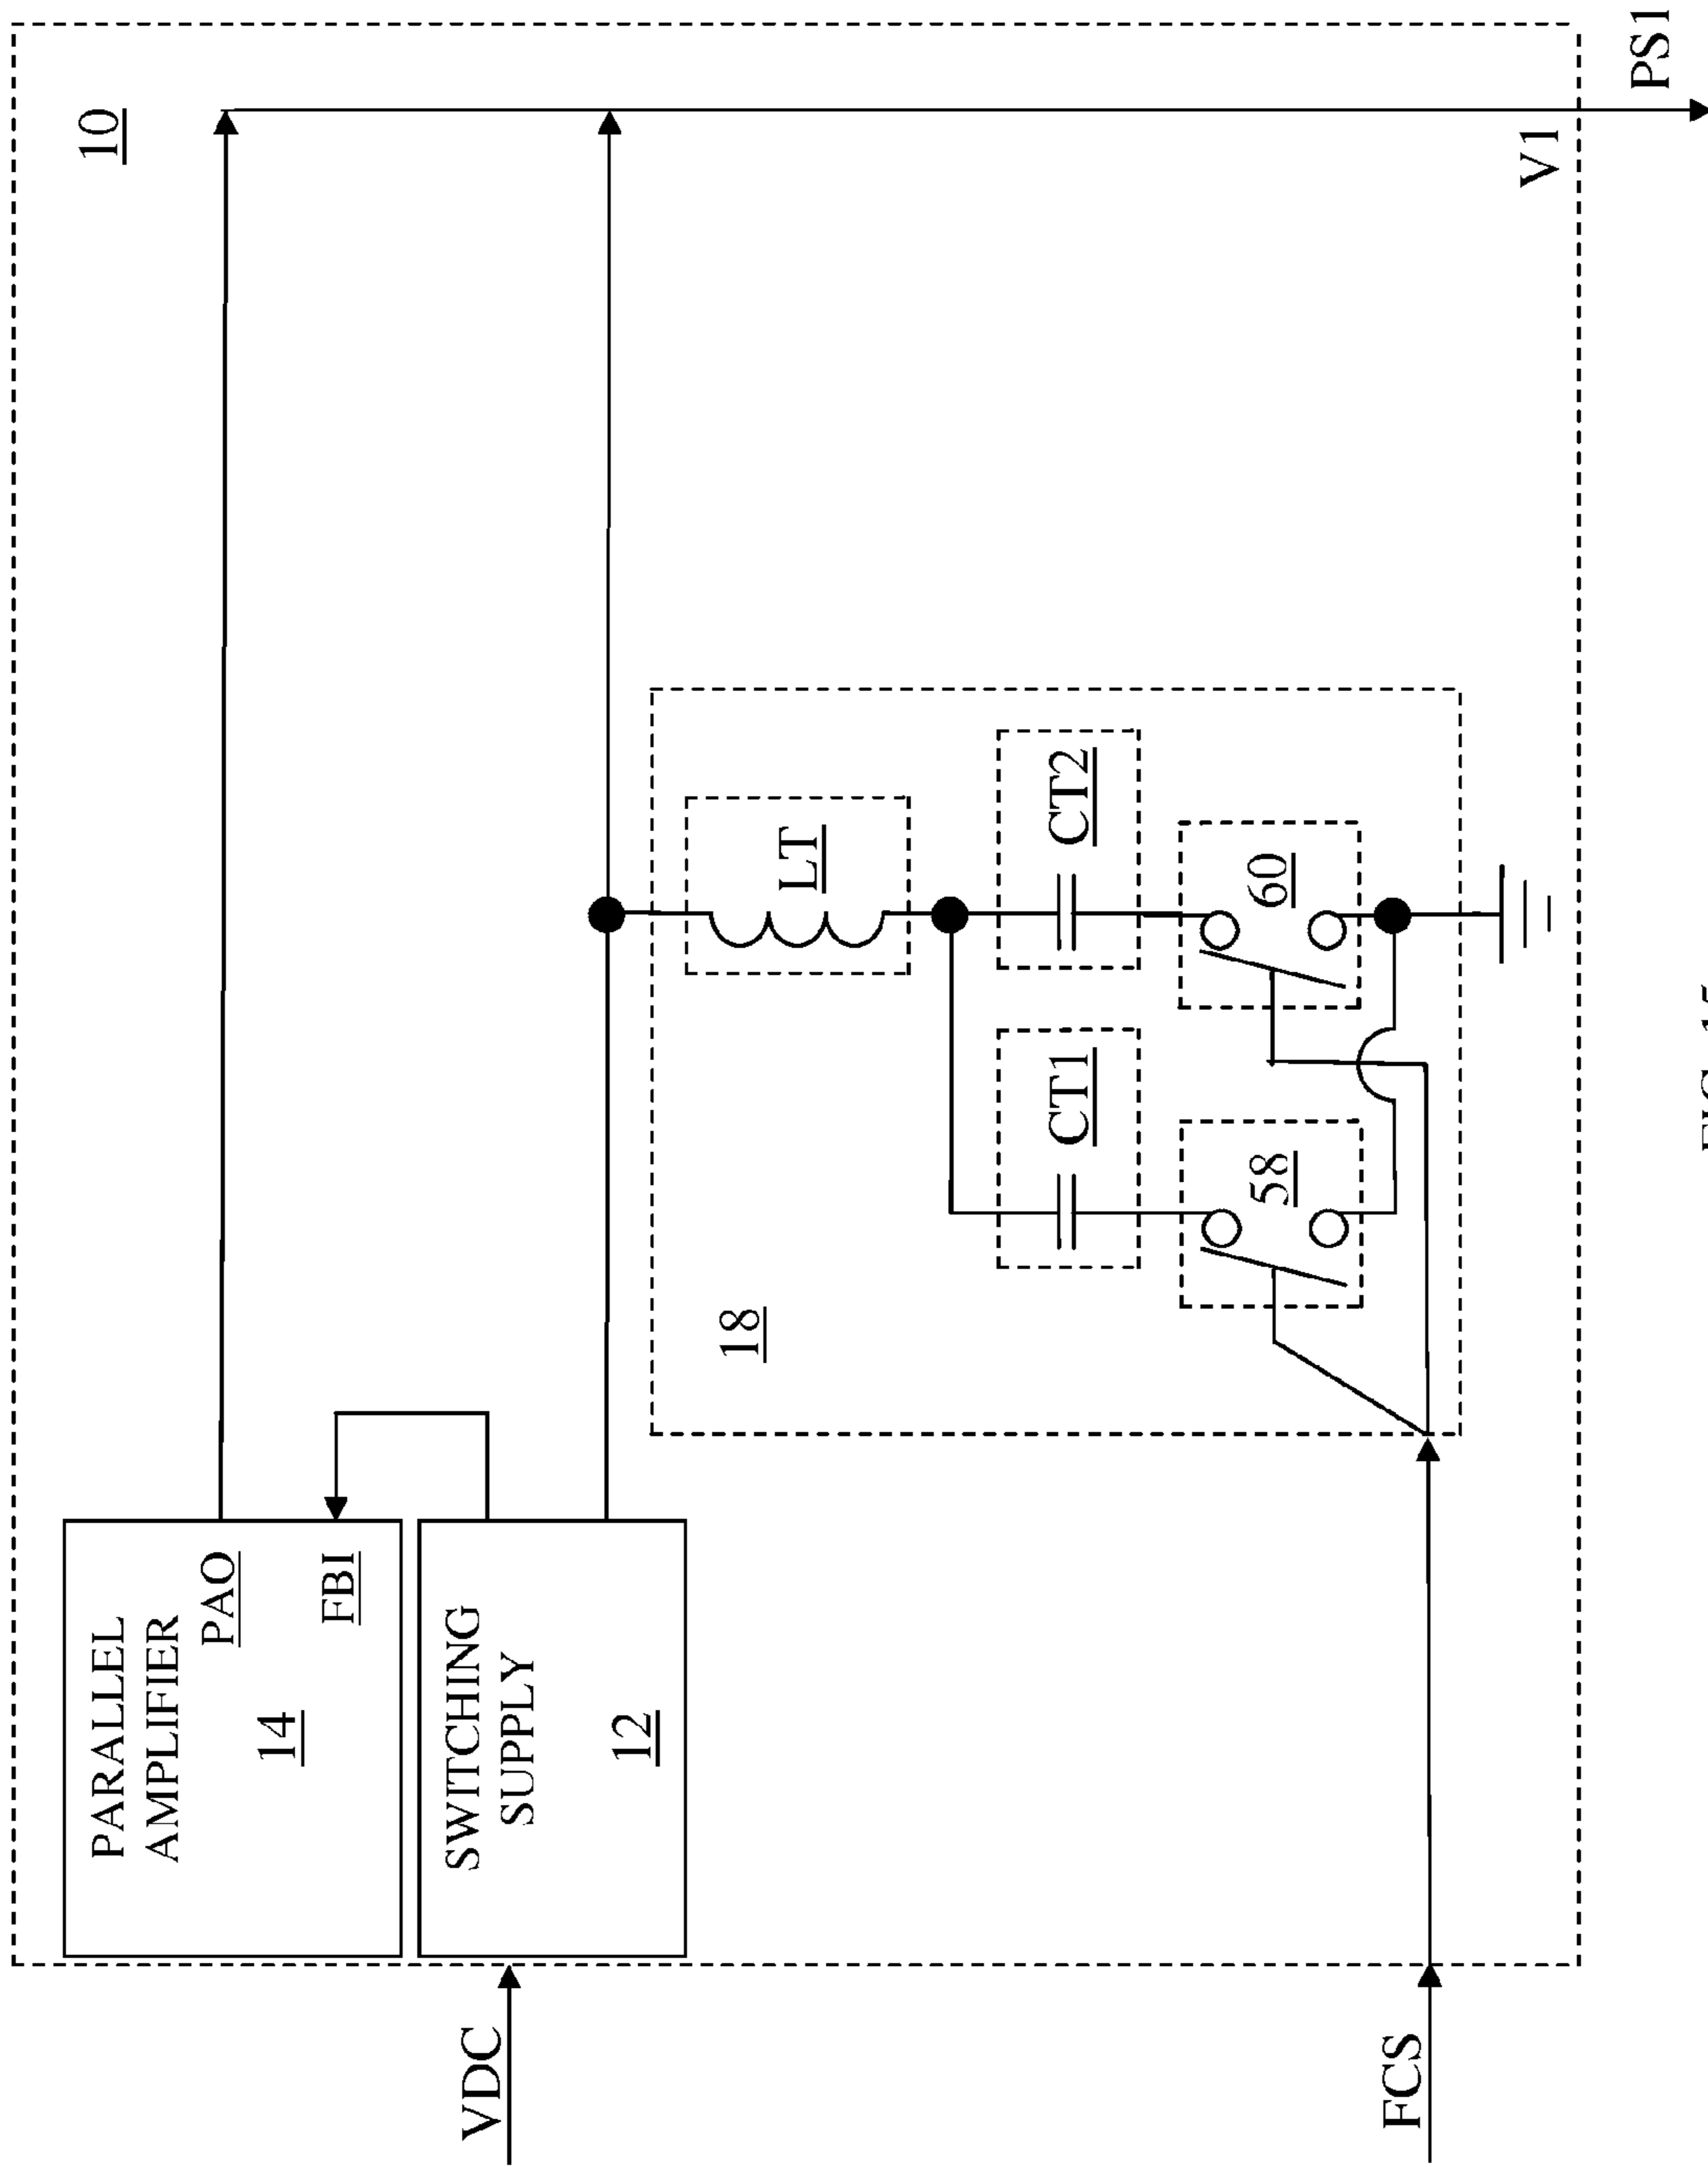 10
PARALLEL
AMPLIFIER
PAO
14
FBI
SWITCHING
SUPPLY
12
VDC
LT
18
CT1
CT2
58
60
FCS
V1
PS1